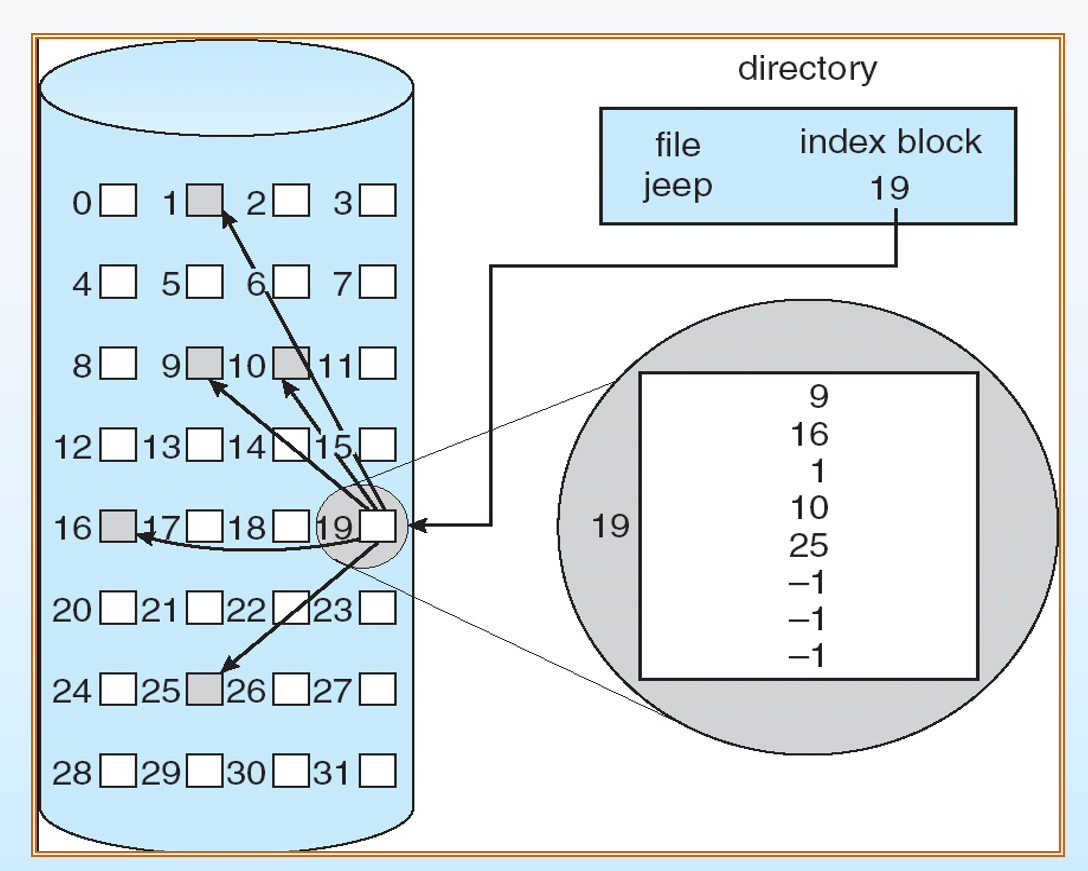 directory
file index block
jeep 19
0 1 2 3
4 5 6 7
8 9 10 11
12 13 14 15
16 17 18 19
20 21 22 23
24 25 26 27
28 29 30 31
19
9
16
1
10
25
–1
–1
–1